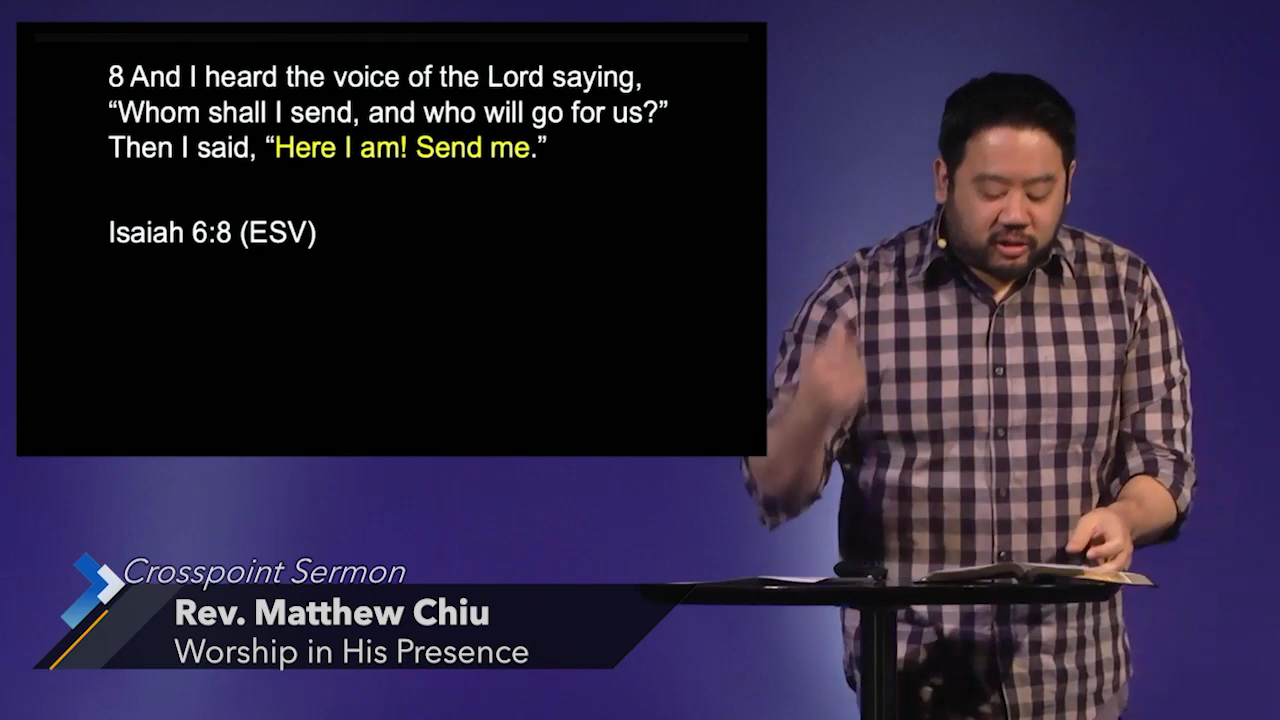 8 And I heard the voice of the Lord saying,
“Whom shall I send, and who will go for us?”
Then I said, “Here I am! Send me.”
Isaiah 6:8 (ESV)
Crosspoint Sermon
Rev. Matthew Chiu
Worship in His Presence